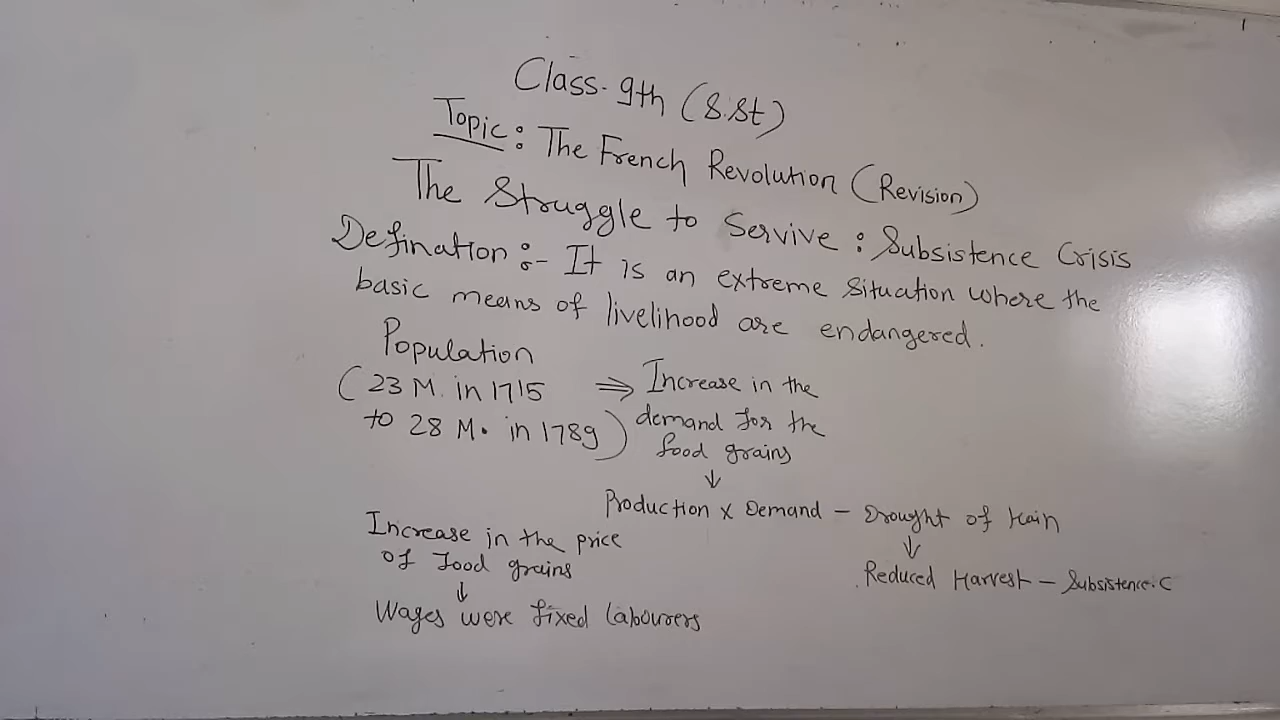 Class-9th (S.St)
Topic: The French Revolution (Revision)
The Struggle to Servive: Subsistence Crisis
Defination:- It is an extreme situation where the
basic means of livelihood are endangered.
Population
(23 M. in 1715
to 28 M. in 1789)
⇒ Increase in the
demand for the
food grains
↓
Production x Demand - Drought of
↓
Reduced Harvest - Subsistence.C
Increase in the price
of food grains
↓
Wages were fixed labourers